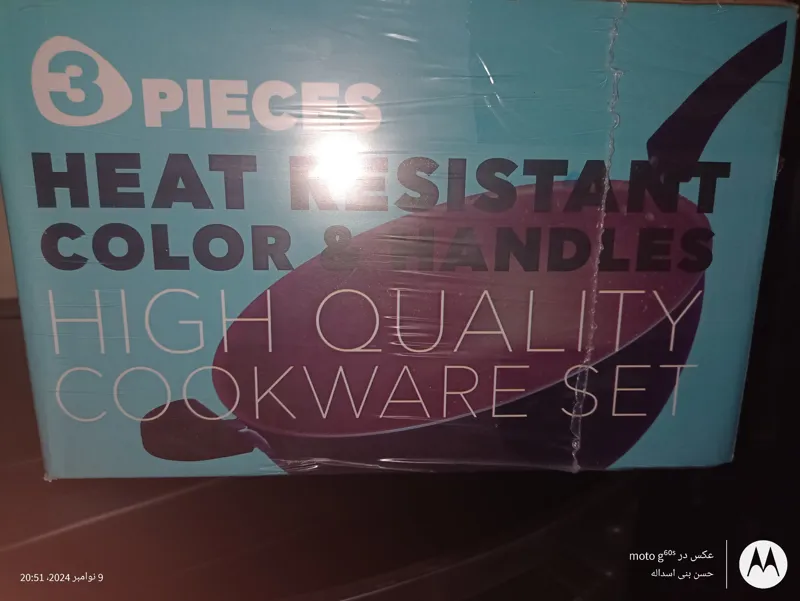 3 PIECES
HEAT RESISTANT
COLOR & HANDLES
HIGH QUALITY
COOKWARE SET
9 نوامبر 2024، 20:51
عکس در moto g⁶⁰ˢ
حسن بنی اسداله